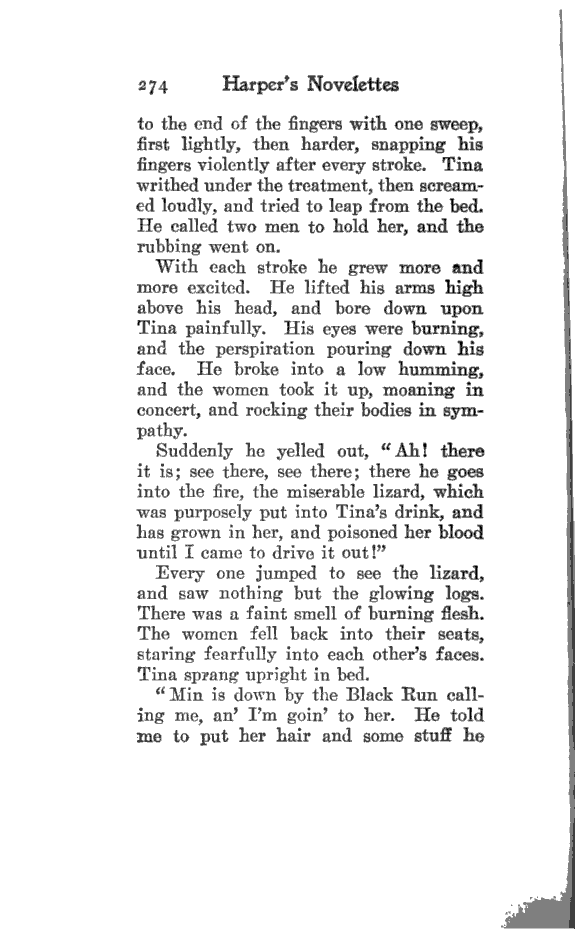 274 Harper's Novelettes
to the end of the fingers with one sweep,
first lightly, then harder, snapping his
fingers violently after every stroke. Tina
writhed under the treatment, then scream-
ed loudly, and tried to leap from the bed.
He called two men to hold her, and the
rubbing went on.
With each stroke he grew more and
more excited. He lifted his arms high
above his head, and bore down upon
Tina painfully. His eyes were burning,
and the perspiration pouring down his
face. He broke into a low humming,
and the women took it up, moaning in
concert, and rocking their bodies in sym-
pathy.
Suddenly he yelled out, "Ah! there
it is; see there, see there; there he goes
into the fire, the miserable lizard, which
was purposely put into Tina's drink, and
has grown in her, and poisoned her blood
until I came to drive it out!"
Every one jumped to see the lizard,
and saw nothing but the glowing logs.
There was a faint smell of burning flesh.
The women fell back into their seats,
staring fearfully into each other's faces.
Tina sprang upright in bed.
"Min is down by the Black Run call-
ing me, an' I'm goin' to her. He told
me to put her hair and some stuff he